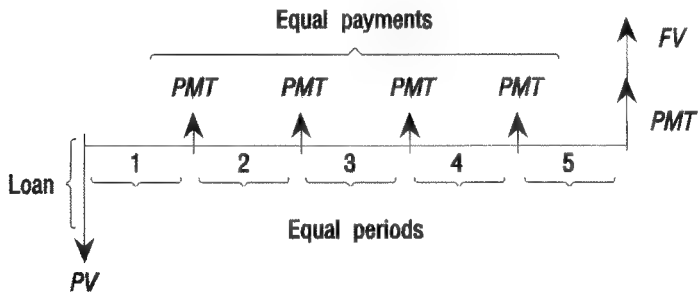 Equal payments
FV
PMT PMT PMT PMT
PMT
1 2 3 4 5
Loan
Equal periods
PV